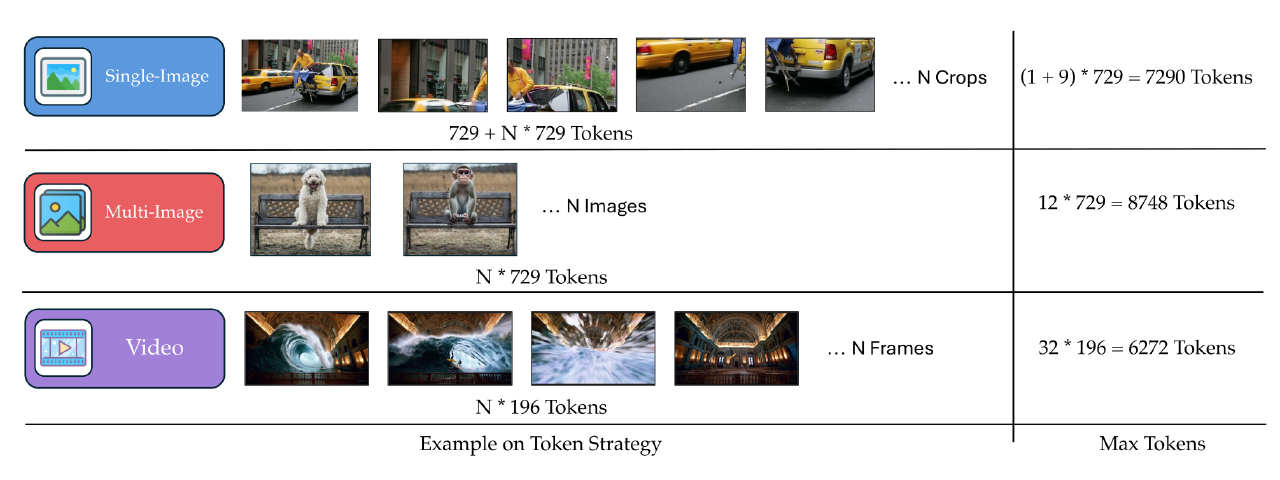 Single-Image
… N Crops
(1 + 9) * 729 = 7290 Tokens
729 + N * 729 Tokens
Multi-Image
… N Images
12 * 729 = 8748 Tokens
N * 729 Tokens
Video
… N Frames
32 * 196 = 6272 Tokens
N * 196 Tokens
Example on Token Strategy
Max Tokens